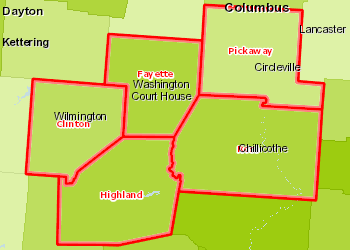 Columbus
Dayton
Lancaster
Kettering
Pickaway
Circleville
Fayette
Washington
Court House
Wilmington
Clinton
Chillicothe
Highland